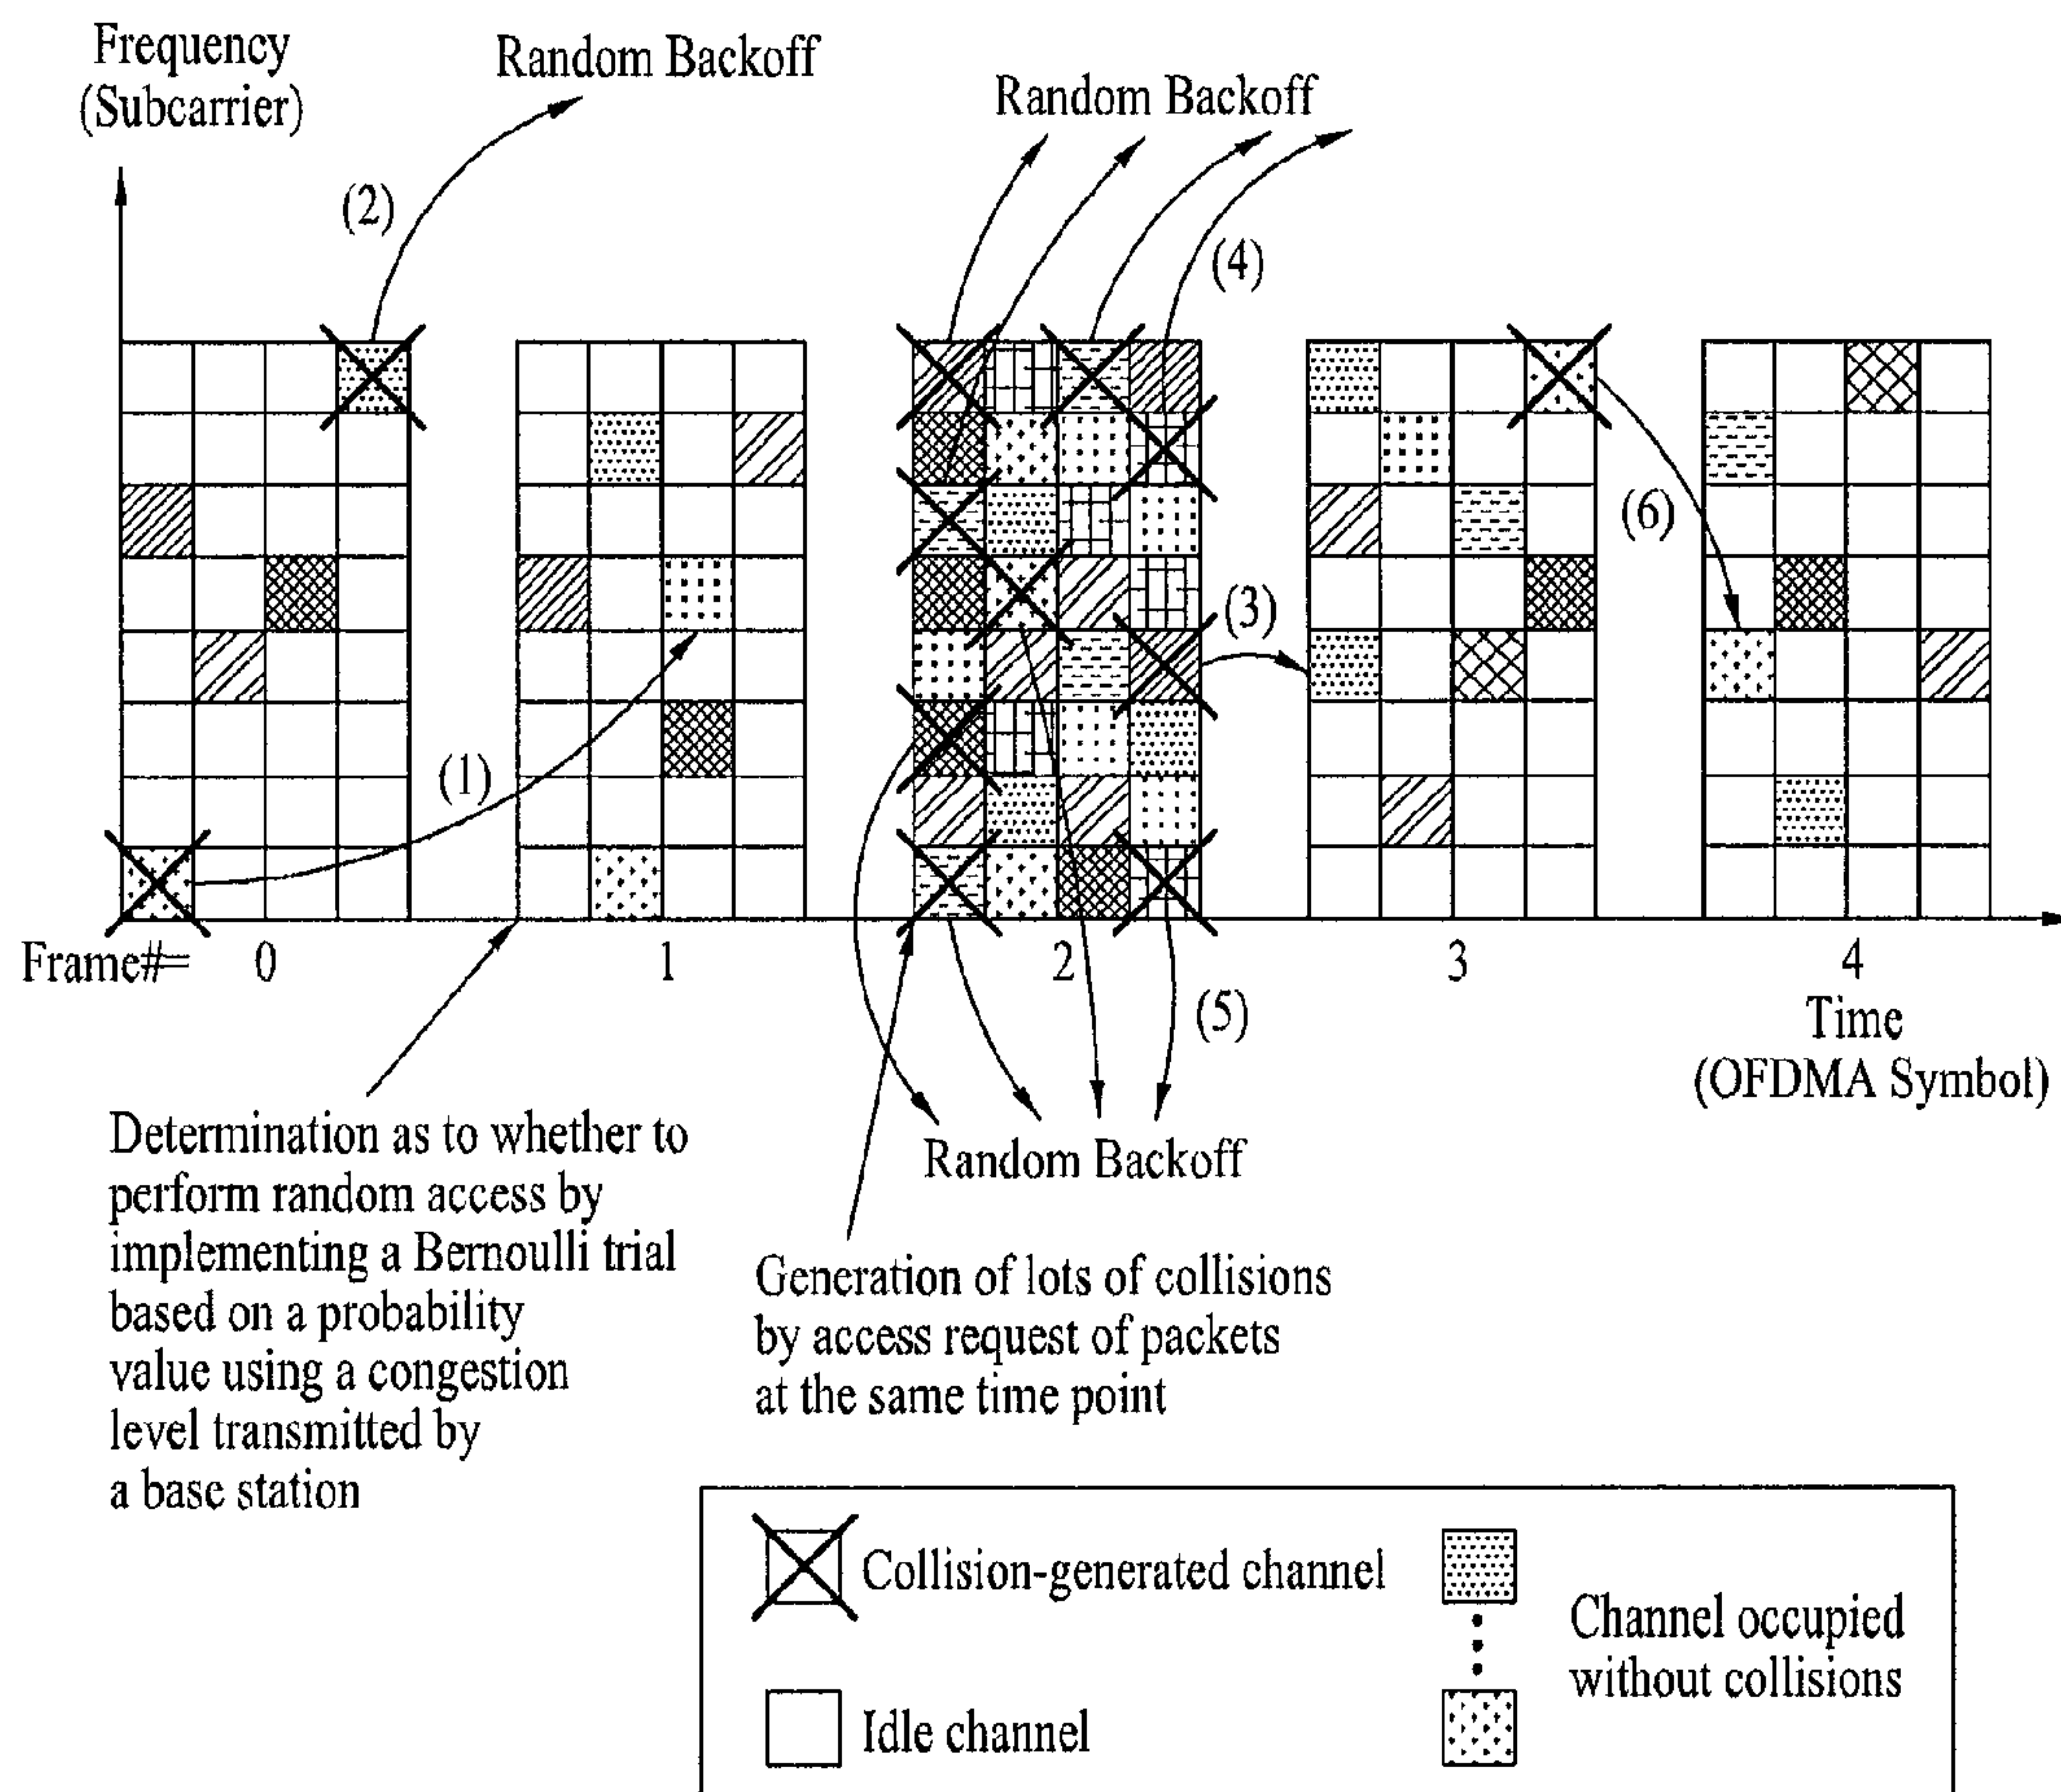 Frequency
(Subcarrier)
Random Backoff
Random Backoff
(2)
(4)
(3)
(6)
(1)
Frame#= 0 1 2 3 4
(5)
Time
(OFDMA Symbol)
Determination as to whether to
perform random access by
implementing a Bernoulli trial
based on a probability
value using a congestion
level transmitted by
a base station
Random Backoff
Generation of lots of collisions
by access request of packets
at the same time point
Collision-generated channel
Idle channel
Channel occupied
without collisions